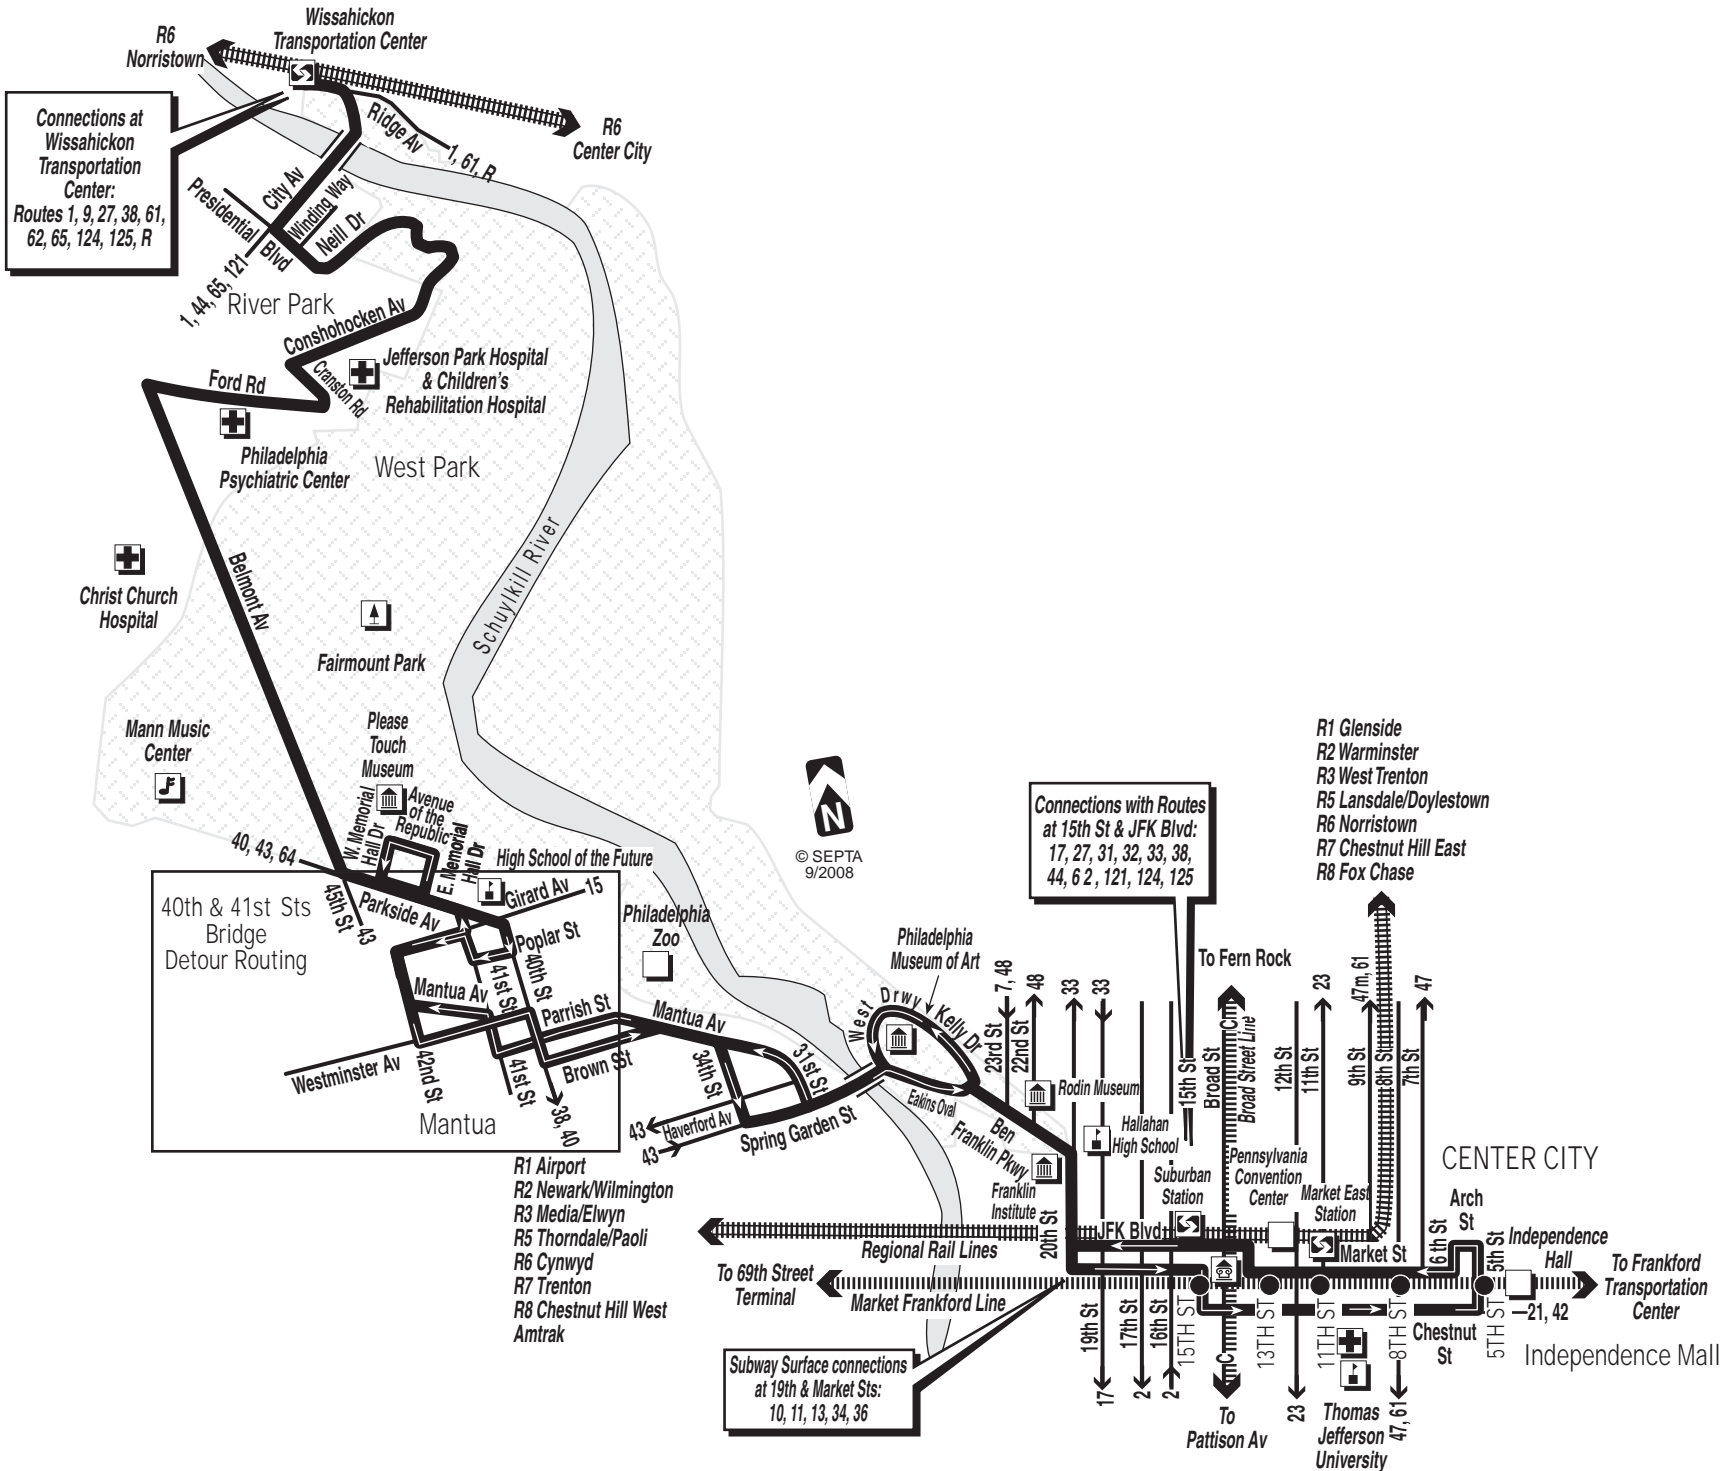 Wissahickon
Transportation Center
R6
Norristown
R6
Center City
Connections at
Wissahickon
Transportation
Center:
Routes 1, 9, 27, 38, 61,
62, 65, 124, 125, R
Ridge Av
1, 61, R
City Av
Winding Way
Presidential
Blvd
Neill Dr
1, 44, 65, 121
River Park
Conshohocken Av
Cranston Rd
Ford Rd
Jefferson Park Hospital
& Children's
Rehabilitation Hospital
Philadelphia
Psychiatric Center
West Park
Schuylkill River
Belmont Av
Christ Church
Hospital
Fairmount Park
Mann Music
Center
Please
Touch
Museum
W. Memorial
Hall Dr
Avenue
of the
Republic
E. Memorial
Hall Dr
High School of the Future
40, 43, 64
45th St
43
Parkside Av
Girard Av
15
40th & 41st Sts
Bridge
Detour Routing
Poplar St
40th St
41st St
Mantua Av
Parrish St
Mantua Av
Westminster Av
42nd St
41st St
Brown SSt
38, 40
Mantua
Philadelphia
Zoo
34th St
31st St
43
Haverford Av
43
Spring Garden St
N
© SEPTA
9/2008
Philadelphia
Museum of Art
West Drwy
Kelly Dr
Eakins Oval
Ben
Franklin Pkwy
Franklin
Institute
23rd St
7, 48
22nd St
48
33
33
Rodin Museum
Hallahan
High School
Connections with Routes
at 15th St & JFK Blvd:
17, 27, 31, 32, 33, 38,
44, 6 2 , 121, 124, 125
15th St
To Fern Rock
Broad St
Broad Street Line
C
Suburban
Station
Pennsylvania
Convention
Center
Market East
Station
12th St
11th St
23
9th St
47m, 61
8th St
7th St
47
R1 Glenside
R2 Warminster
R3 West Trenton
R5 Lansdale/Doylestown
R6 Norristown
R7 Chestnut Hill East
R8 Fox Chase
CENTER CITY
Arch
St
6 th St
5th St
Independence
Hall
To Frankford
Transportation
Center
21, 42
Independence Mall
R1 Airport
R2 Newark/Wilmington
R3 Media/Elwyn
R5 Thorndale/Paoli
R6 Cynwyd
R7 Trenton
R8 Chestnut Hill West
Amtrak
Regional Rail Lines
20th St
JFK Blvd
Market St
To 69th Street
Terminal
Market Frankford Line
Subway Surface connections
at 19th & Market Sts:
10, 11, 13, 34, 36
19th St
17
17th St
2
16th St
2
15TH ST
C
To
Pattison Av
13TH ST
23
11TH ST
8TH ST
47, 61
Chestnut
St
5TH ST
Thomas
Jefferson
University